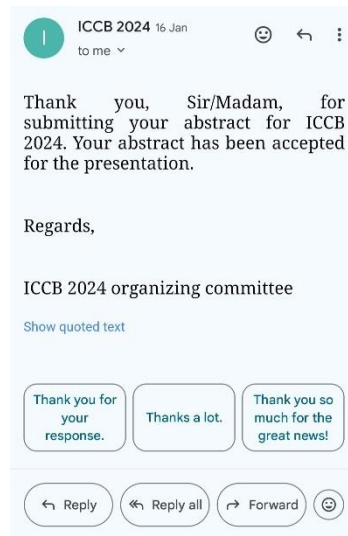 I
ICCB 2024 16 Jan
to me
Thank you, Sir/Madam, for
submitting your abstract for ICCB
2024. Your abstract has been accepted
for the presentation.
Regards,
ICCB 2024 organizing committee
Show quoted text
Thank you for
your
response.
Thanks a lot.
Thank you so
much for the
great news!
Reply
Reply all
Forward